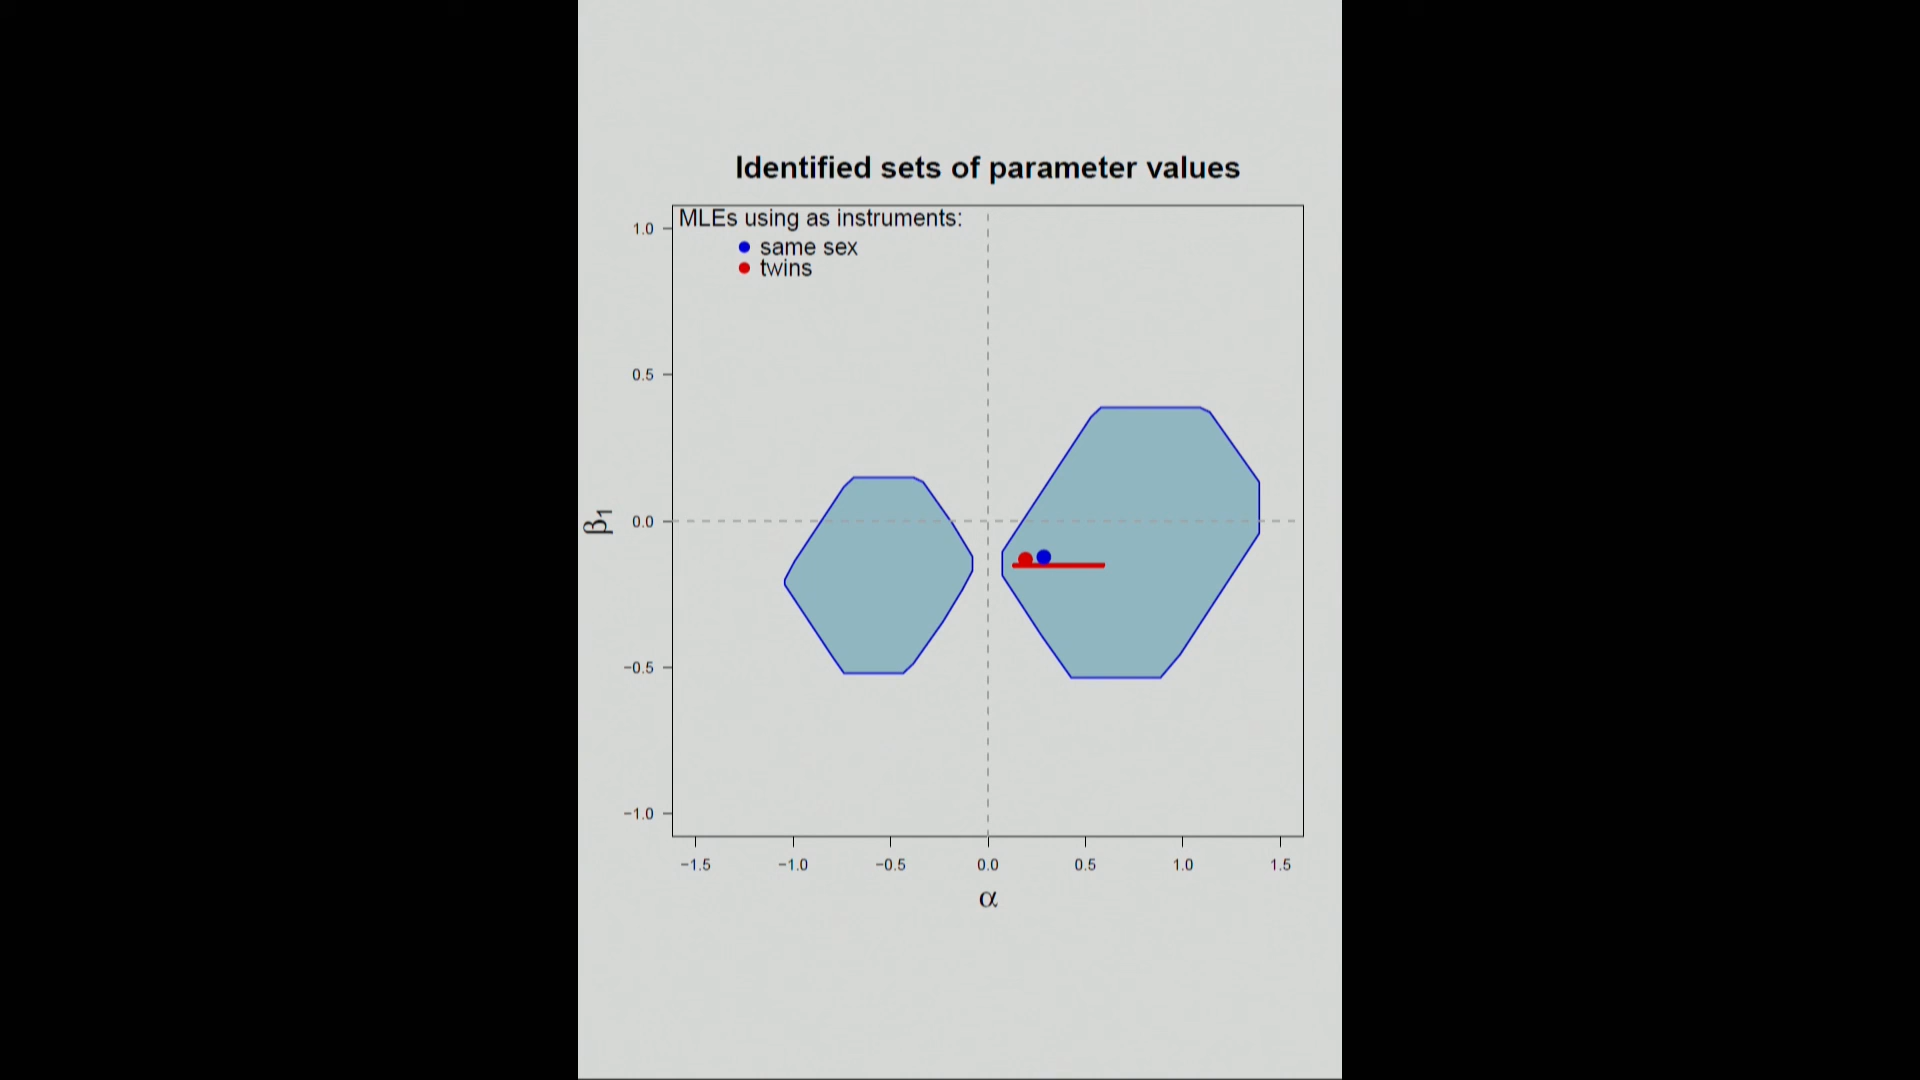 Identified sets of parameter values
MLEs using as instruments:
same sex
twins
1.0
0.5
0.0
−0.5
−1.0
β1
−1.5 −1.0 −0.5 0.0 0.5 1.0 1.5
α